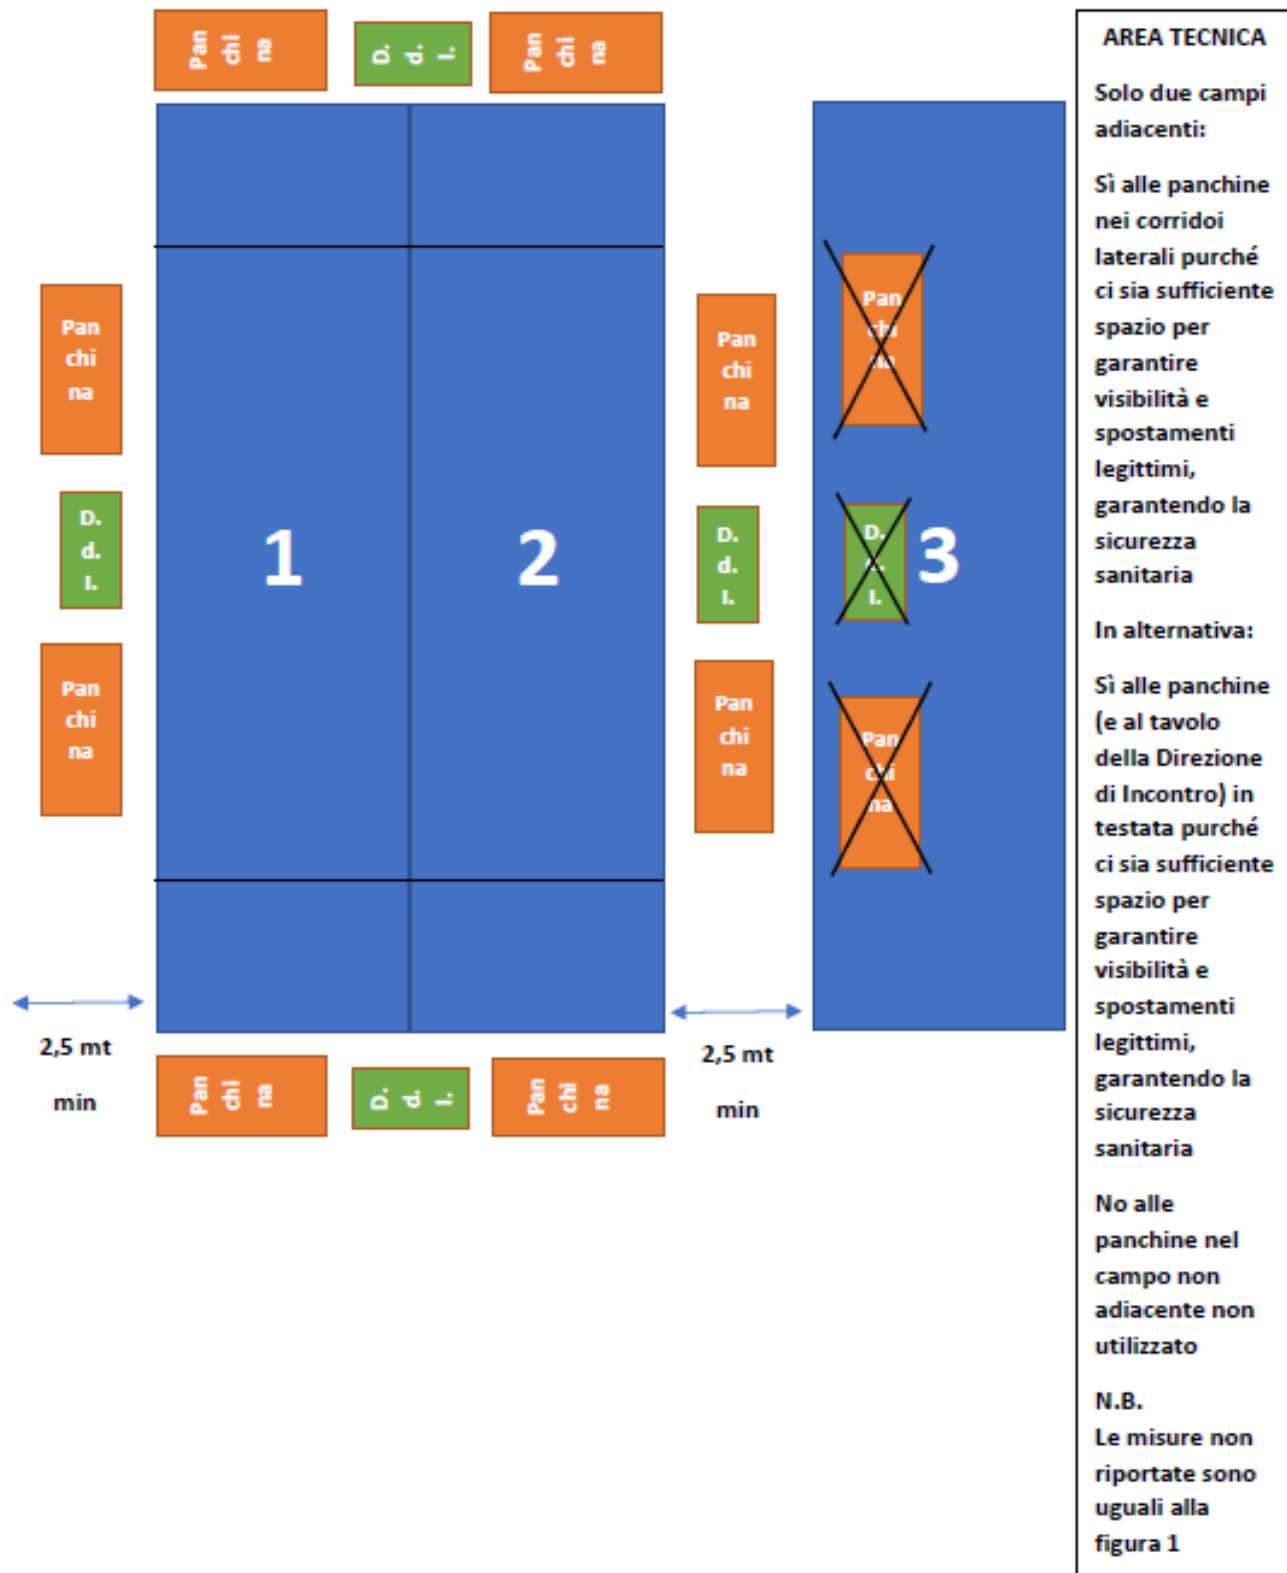 Pan
chi
na
D.
d.
I.
Pan
chi
na
Pan
chi
na
D.
d.
I.
Pan
chi
na
1
2
Pan
chi
na
D.
d.
I.
Pan
chi
na
Pan
chi
na
D.
d.
I.
3
Pan
chi
na
2,5 mt
min
2,5 mt
min
Pan
chi
na
D.
d.
I.
Pan
chi
na
AREA TECNICA
Solo due campi
adiacenti:
Sì alle panchine
nei corridoi
laterali purché
ci sia sufficiente
spazio per
garantire
visibilità e
spostamenti
legittimi,
garantendo la
sicurezza
sanitaria
In alternativa:
Sì alle panchine
(e al tavolo
della Direzione
di Incontro) in
testata purché
ci sia sufficiente
spazio per
garantire
visibilità e
spostamenti
legittimi,
garantendo la
sicurezza
sanitaria
No alle
panchine nel
campo non
adiacente non
utilizzato
N.B.
Le misure non
riportate sono
uguali alla
figura 1